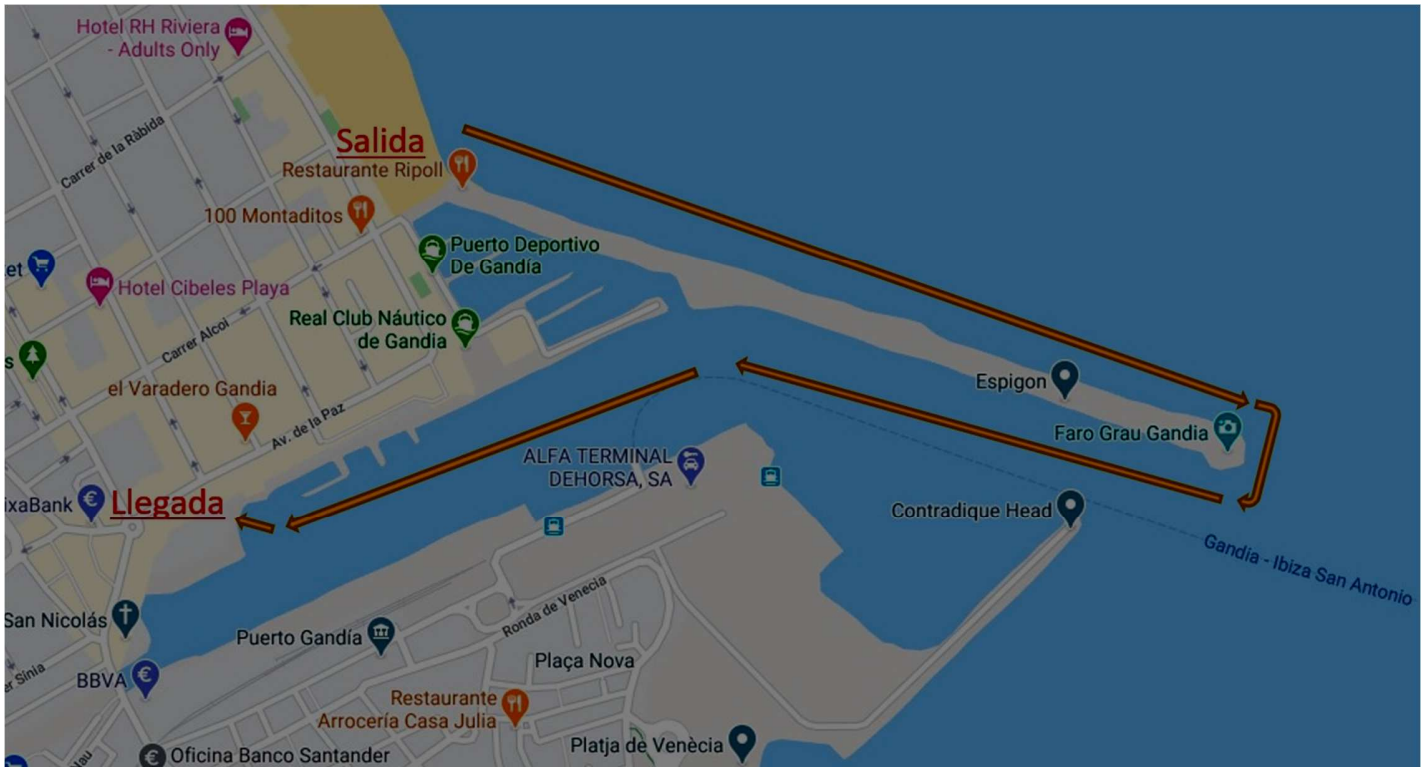 Hotel RH Riviera
- Adults Only
Carrer de la Ràbida
Salida
Restaurante Ripoll
100 Montaditos
Puerto Deportivo
De Gandía
et
Hotel Cibeles Playa
Real Club Náutico
de Gandia
Carrer Alcoi
s
el Varadero Gandia
Av. de la Paz
Espigon
Faro Grau Gandia
ALFA TERMINAL
DEHORSA, SA
ixaBank
Llegada
Contradique Head
Gandia - Ibiza San Antonio
San Nicolás
Puerto Gandía
Ronda de Venecia
Plaça Nova
er Sinia
BBVA
Restaurante
Arrocería Casa Julia
Platja de Venècia
Oficina Banco Santander